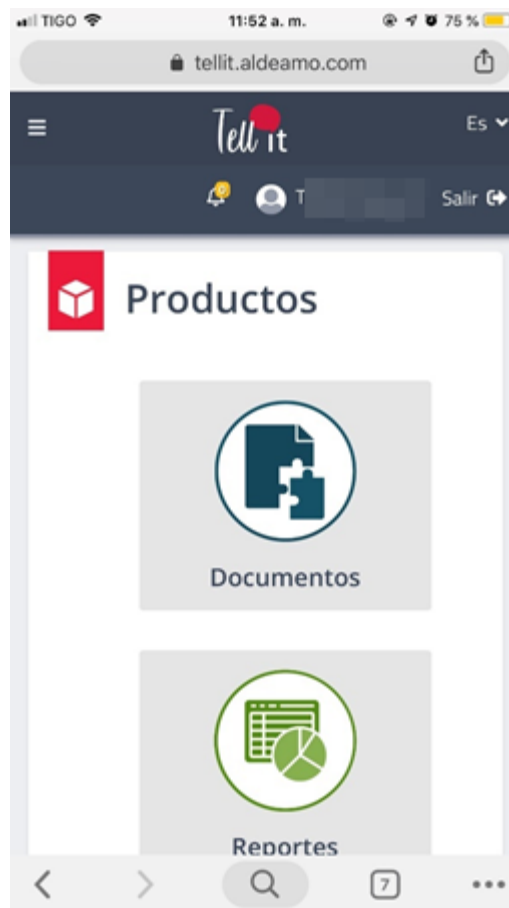 TIGO 11:52 a. m. 75 %
tellit.aldeamo.com
Tell it Es
T Salir
Productos
Documentos
Reportes
7